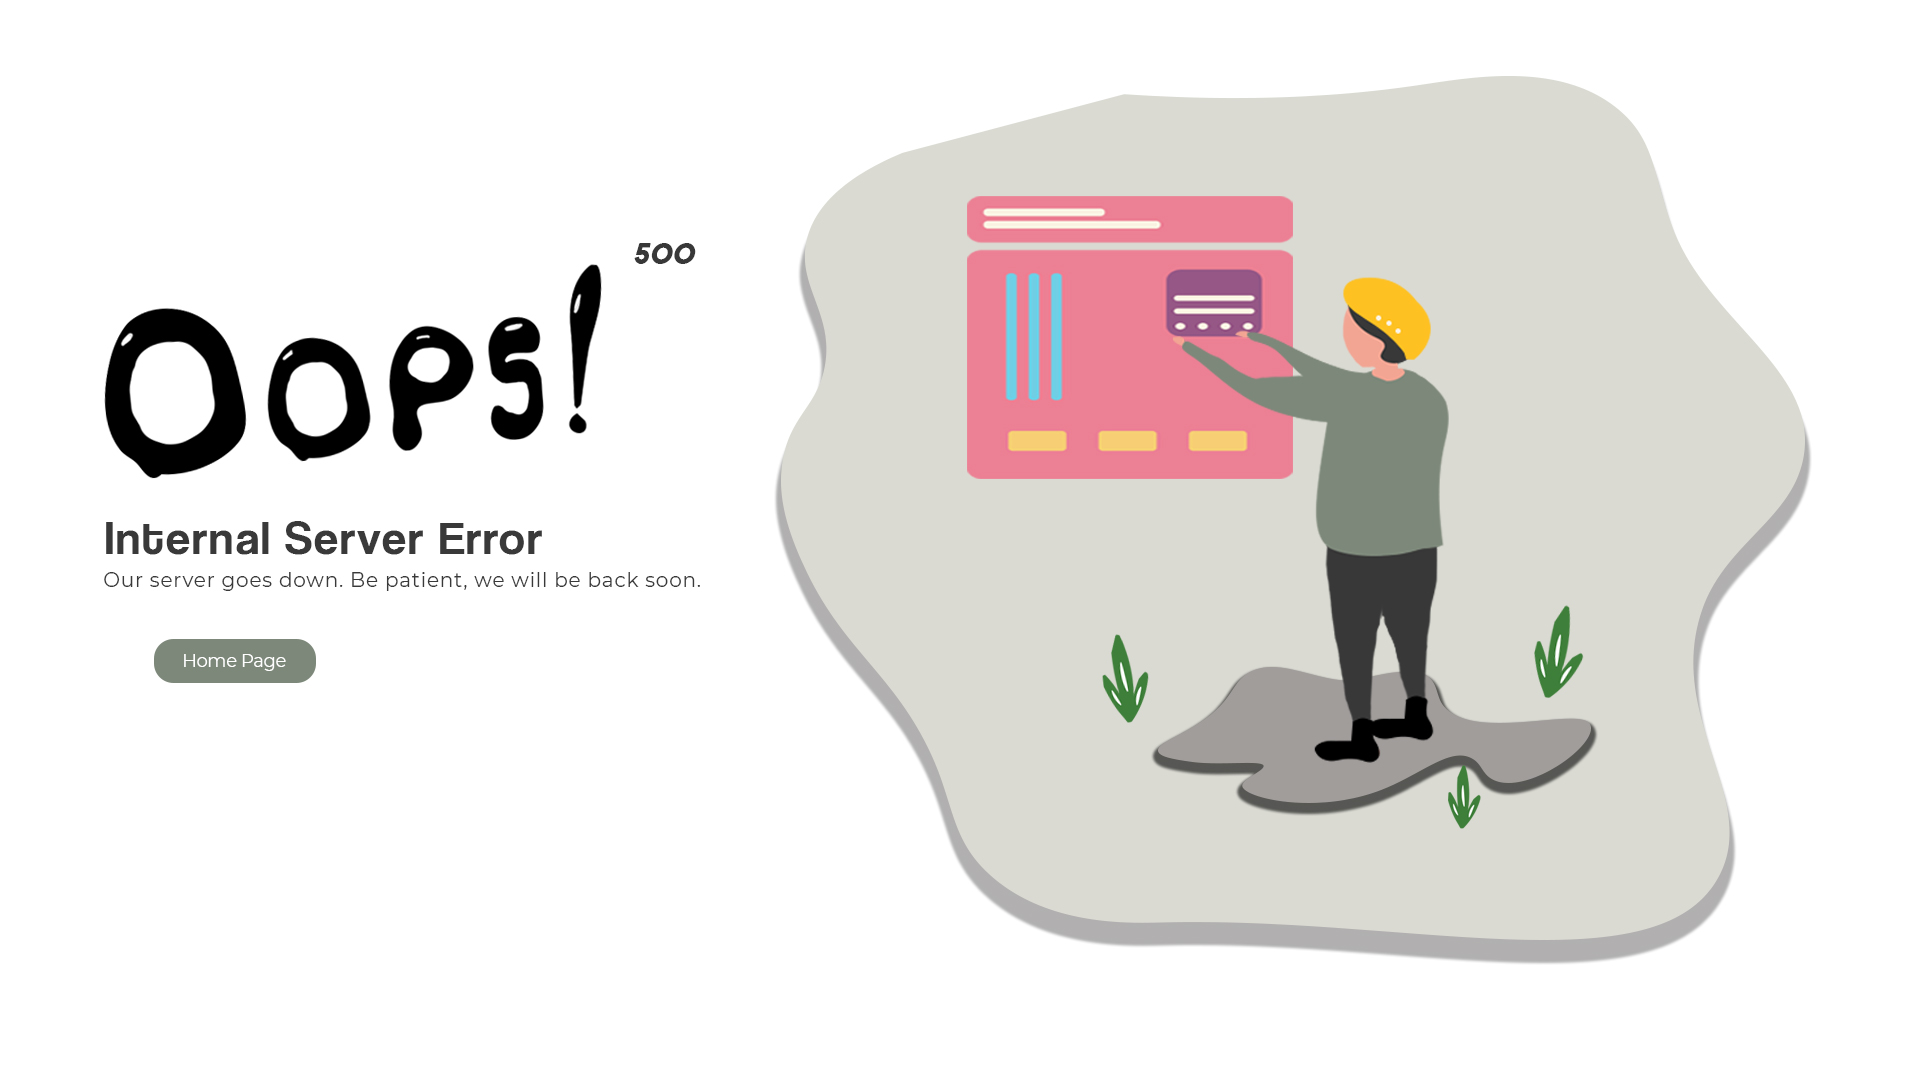 500
Oops!
Internal Server Error
Our server goes down. Be patient, we will be back soon.
Home Page